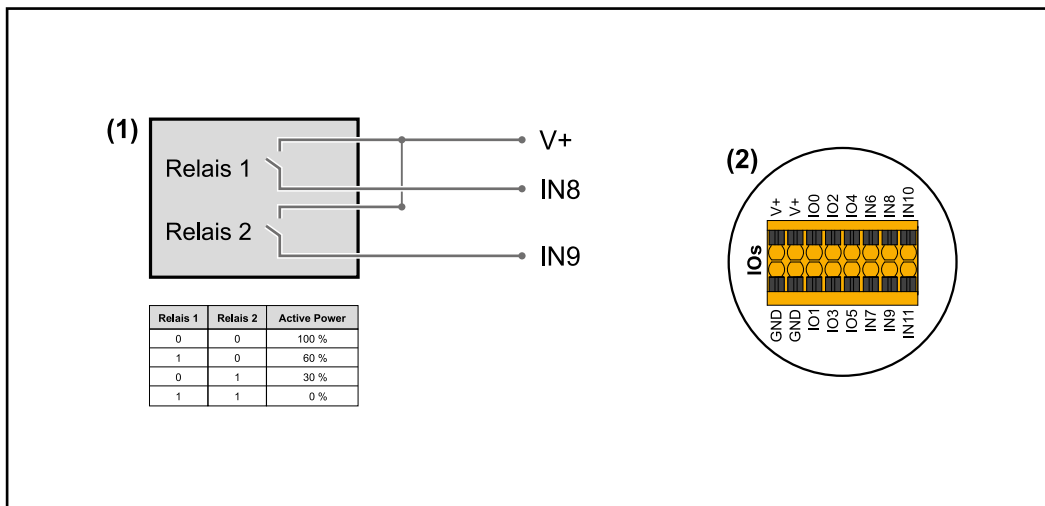 (1)
Relais 1
Relais 2
V+
IN8
IN9
Relais 1 Relais 2 Active Power
0 0 100 %
1 0 60 %
0 1 30 %
1 1 0 %
(2)
IOs
V+ V+ IO0 IO2 IO4 IN6 IN8 IN10
GND GND IO1 IO3 IO5 IN7 IN9 IN11